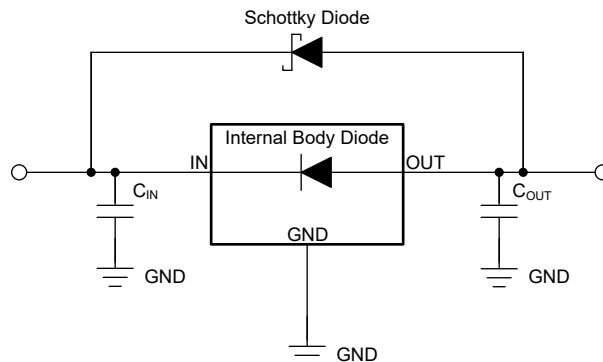 Schottky Diode
Internal Body Diode
IN
OUT
CIN
COUT
GND
GND
GND
GND